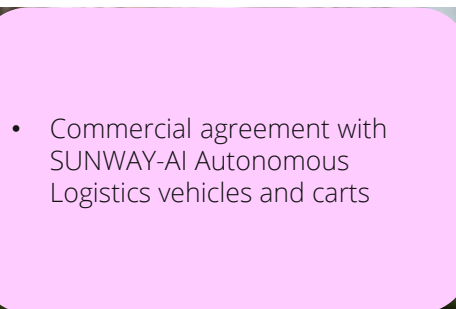 • Commercial agreement with
SUNWAY-AI Autonomous
Logistics vehicles and carts